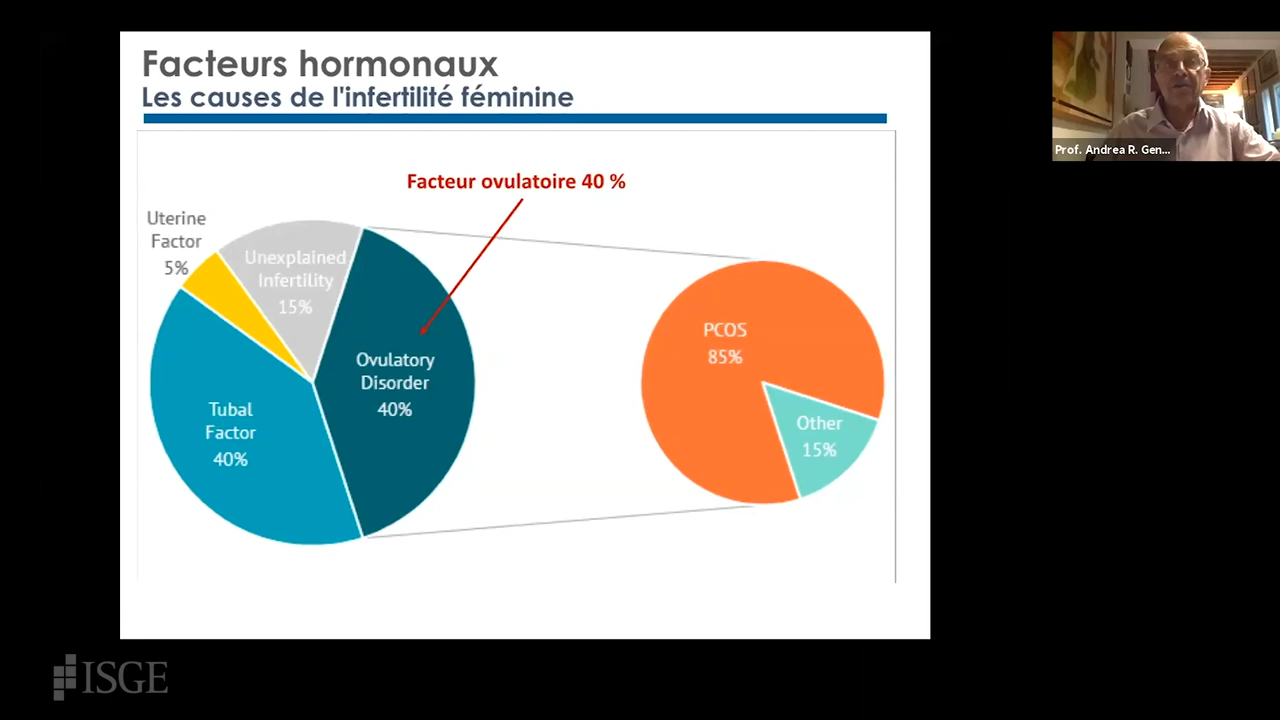 Facteurs hormonaux
Les causes de l'infertilité féminine
Facteur ovulatoire 40 %
Uterine
Factor
5%
Unexplained
Infertility
15%
Ovulatory
Disorder
40%
Tubal
Factor
40%
PCOS
85%
Other
15%
Prof. Andrea R. Gen...
ISGE